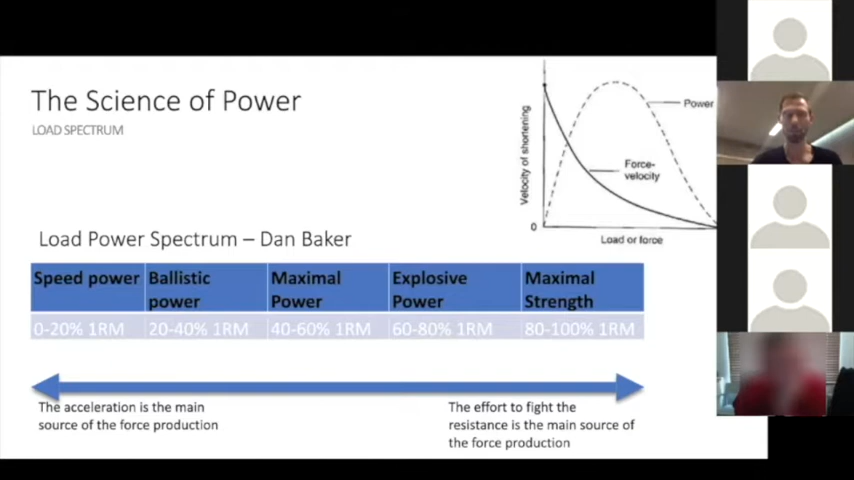 The Science of Power
LOAD SPECTRUM
Velocity of shortening
0
Power
Force-
velocity
Load or force
Load Power Spectrum – Dan Baker
Speed power
Ballistic
power
Maximal
Power
Explosive
Power
Maximal
Strength
0-20% 1RM
20-40% 1RM
40-60% 1RM
60-80% 1RM
80-100% 1RM
The acceleration is the main
source of the force production
The effort to fight the
resistance is the main source of
the force production